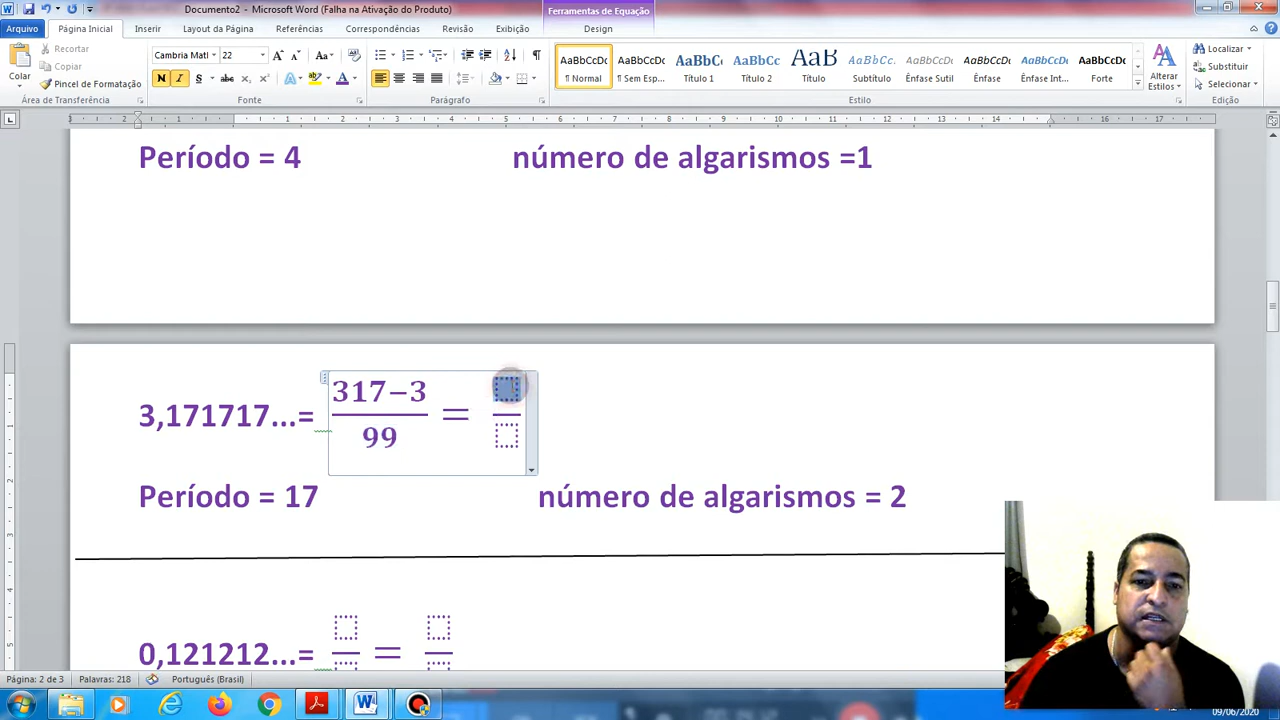 Documento2 - Microsoft Word (Falha na Ativação do Produto)
Ferramentas de Equação
Arquivo
Página Inicial
Inserir
Layout da Página
Referências
Correspondências
Revisão
Exibição
Design
Colar
Recortar
Copiar
Pincel de Formatação
Cambria Matl
22
AaBbCcDc AaBbCcDc AaBbC AaBbCc AaB AaBbCcI AaBbCcDc AaBbCcDc AaBbCcDc AaBbCcDc
¶ Normal
¶ Sem Esp...
Título 1
Título 2
Título
Subtítulo
Ênfase Sutil
Ênfase
Ênfase Int...
Forte
Alterar
Estilos
Localizar
Substituir
Selecionar
Área de Transferência
Fonte
Parágrafo
Estilo
Edição
Período = 4 número de algarismos =1
3,171717...= 317−3 / 99 =
Período = 17 número de algarismos = 2
0,121212...= =
Página: 2 de 3
Palavras: 218
Português (Brasil)
09/06/2020